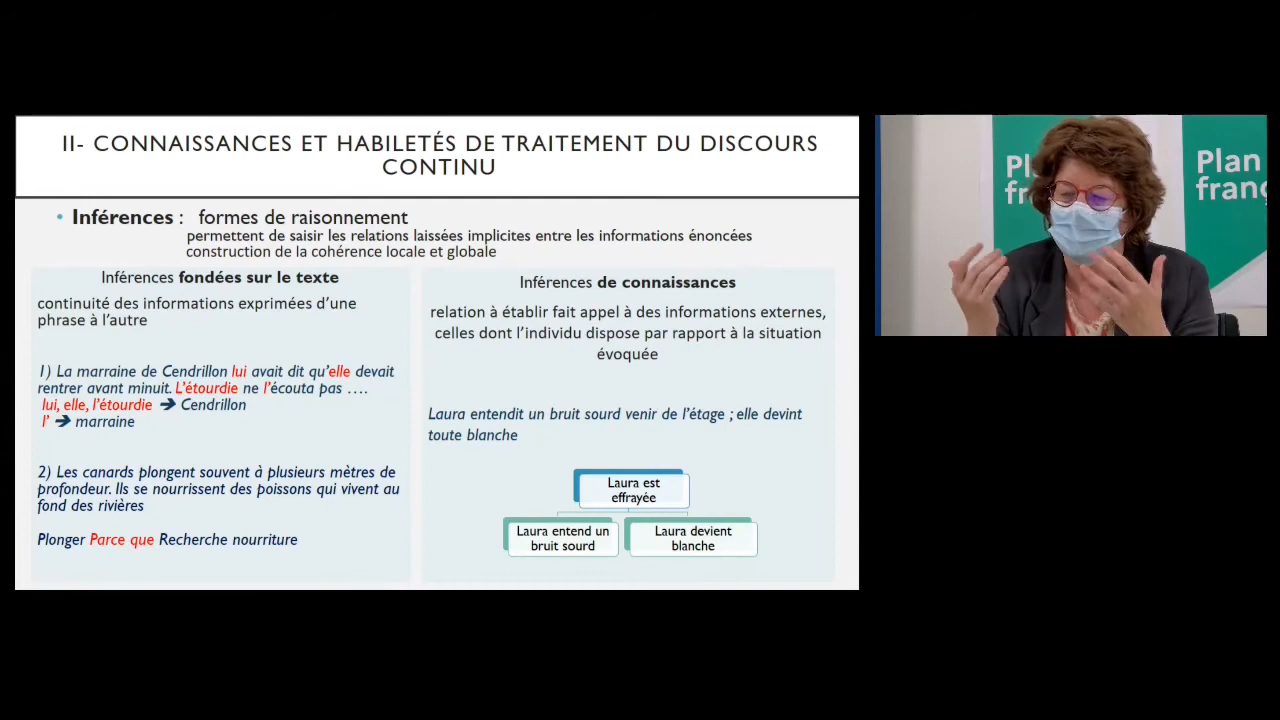 II- CONNAISSANCES ET HABILETÉS DE TRAITEMENT DU DISCOURS
CONTINU
• Inférences : formes de raisonnement
permettent de saisir les relations laissées implicites entre les informations énoncées
construction de la cohérence locale et globale
Inférences fondées sur le texte
continuité des informations exprimées d'une
phrase à l'autre
1) La marraine de Cendrillon lui avait dit qu'elle devait
rentrer avant minuit. L'étourdie ne l'écouta pas ….
lui, elle, l'étourdie ➔ Cendrillon
l' ➔ marraine
2) Les canards plongent souvent à plusieurs mètres de
profondeur. Ils se nourrissent des poissons qui vivent au
fond des rivières
Plonger Parce que Recherche nourriture
Inférences de connaissances
relation à établir fait appel à des informations externes,
celles dont l'individu dispose par rapport à la situation
évoquée
Laura entendit un bruit sourd venir de l'étage ; elle devint
toute blanche
Laura est
effrayée
Laura entend un
bruit sourd
Laura devient
blanche
Pl
fr
Plan
franç